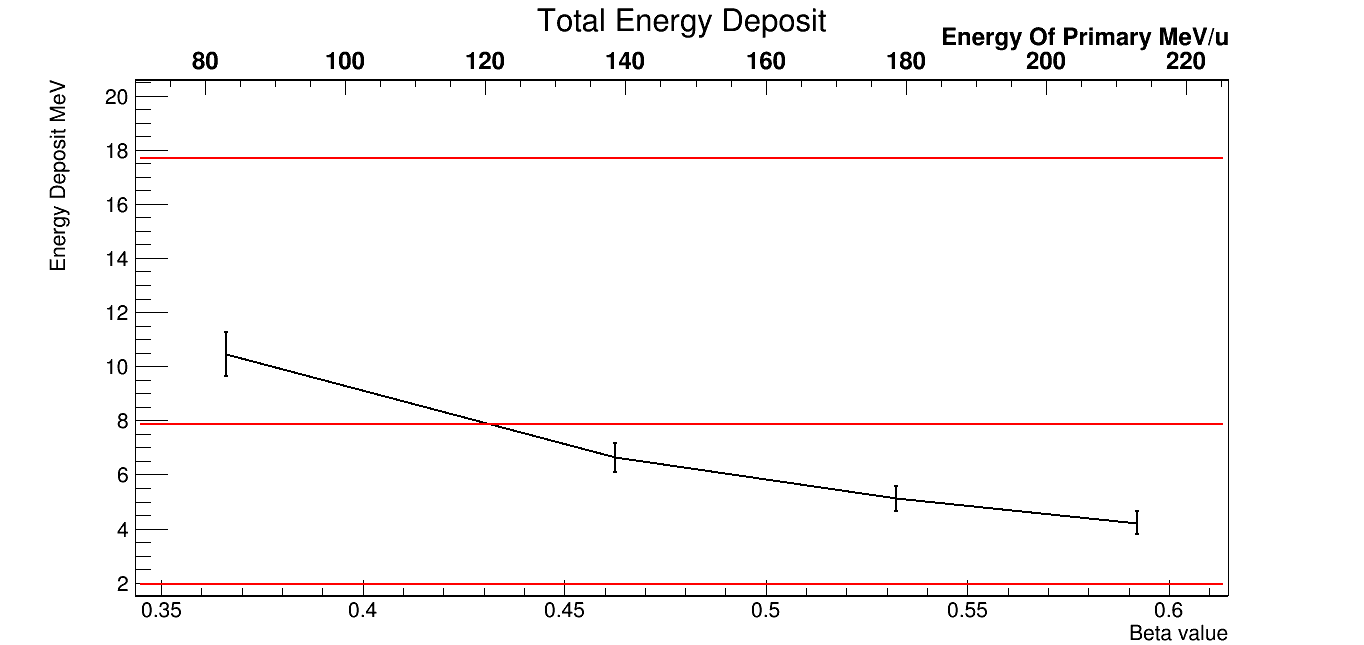 Total Energy Deposit
Energy Of Primary MeV/u
80 100 120 140 160 180 200 220
Energy Deposit MeV
20
18
16
14
12
10
8
6
4
2
0.35 0.4 0.45 0.5 0.55 0.6
Beta value